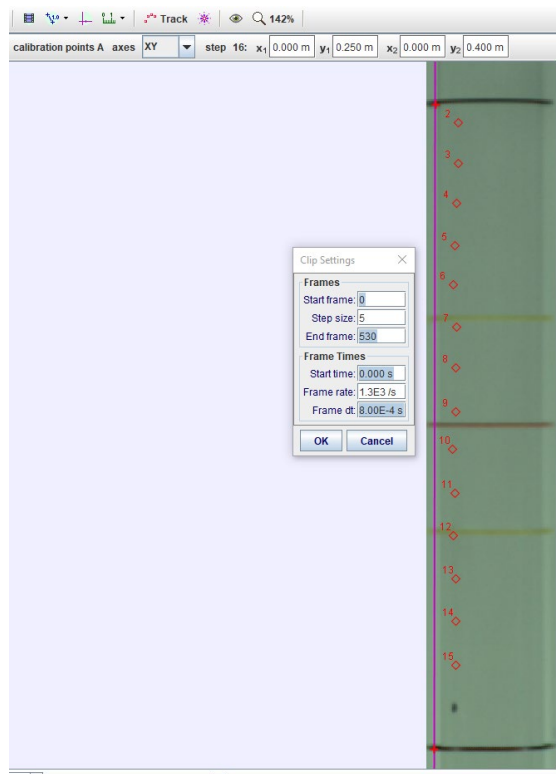 Track 142%
calibration points A axes XY step 16: x1 0.000 m y1 0.250 m x2 0.000 m y2 0.400 m
Clip Settings
Frames
Start frame: 0
Step size: 5
End frame: 530
Frame Times
Start time: 0.000 s
Frame rate: 1.3E3 /s
Frame dt: 8.00E-4 s
OK Cancel
2
3
4
5
6
7
8
9
10
11
12
13
14
15